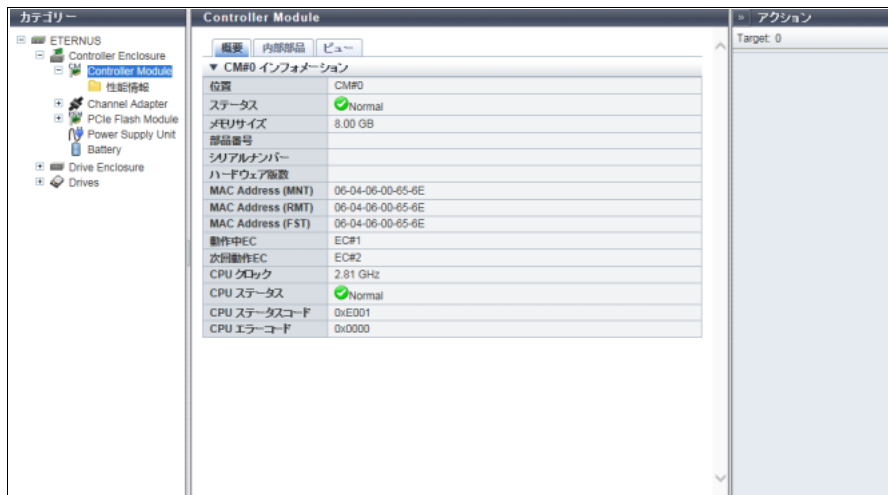 カテゴリー
ETERNUS
Controller Enclosure
CM Controller Module
性能情報
Channel Adapter
PCIe Flash Module
Power Supply Unit
Battery
Drive Enclosure
Drives
Controller Module
概要 内部部品 ビュー
▼ CM#0 インフォメーション
位置 CM#0
ステータス Normal
メモリサイズ 8.00 GB
部品番号
シリアルナンバー
ハードウェア版数
MAC Address (MNT) 06-04-06-00-65-6E
MAC Address (RMT) 06-04-06-00-65-6E
MAC Address (FST) 06-04-06-00-65-6E
動作中EC EC#1
次回動作EC EC#2
CPU クロック 2.81 GHz
CPU ステータス Normal
CPU ステータスコード 0xE001
CPU エラーコード 0x0000
» アクション
Target: 0